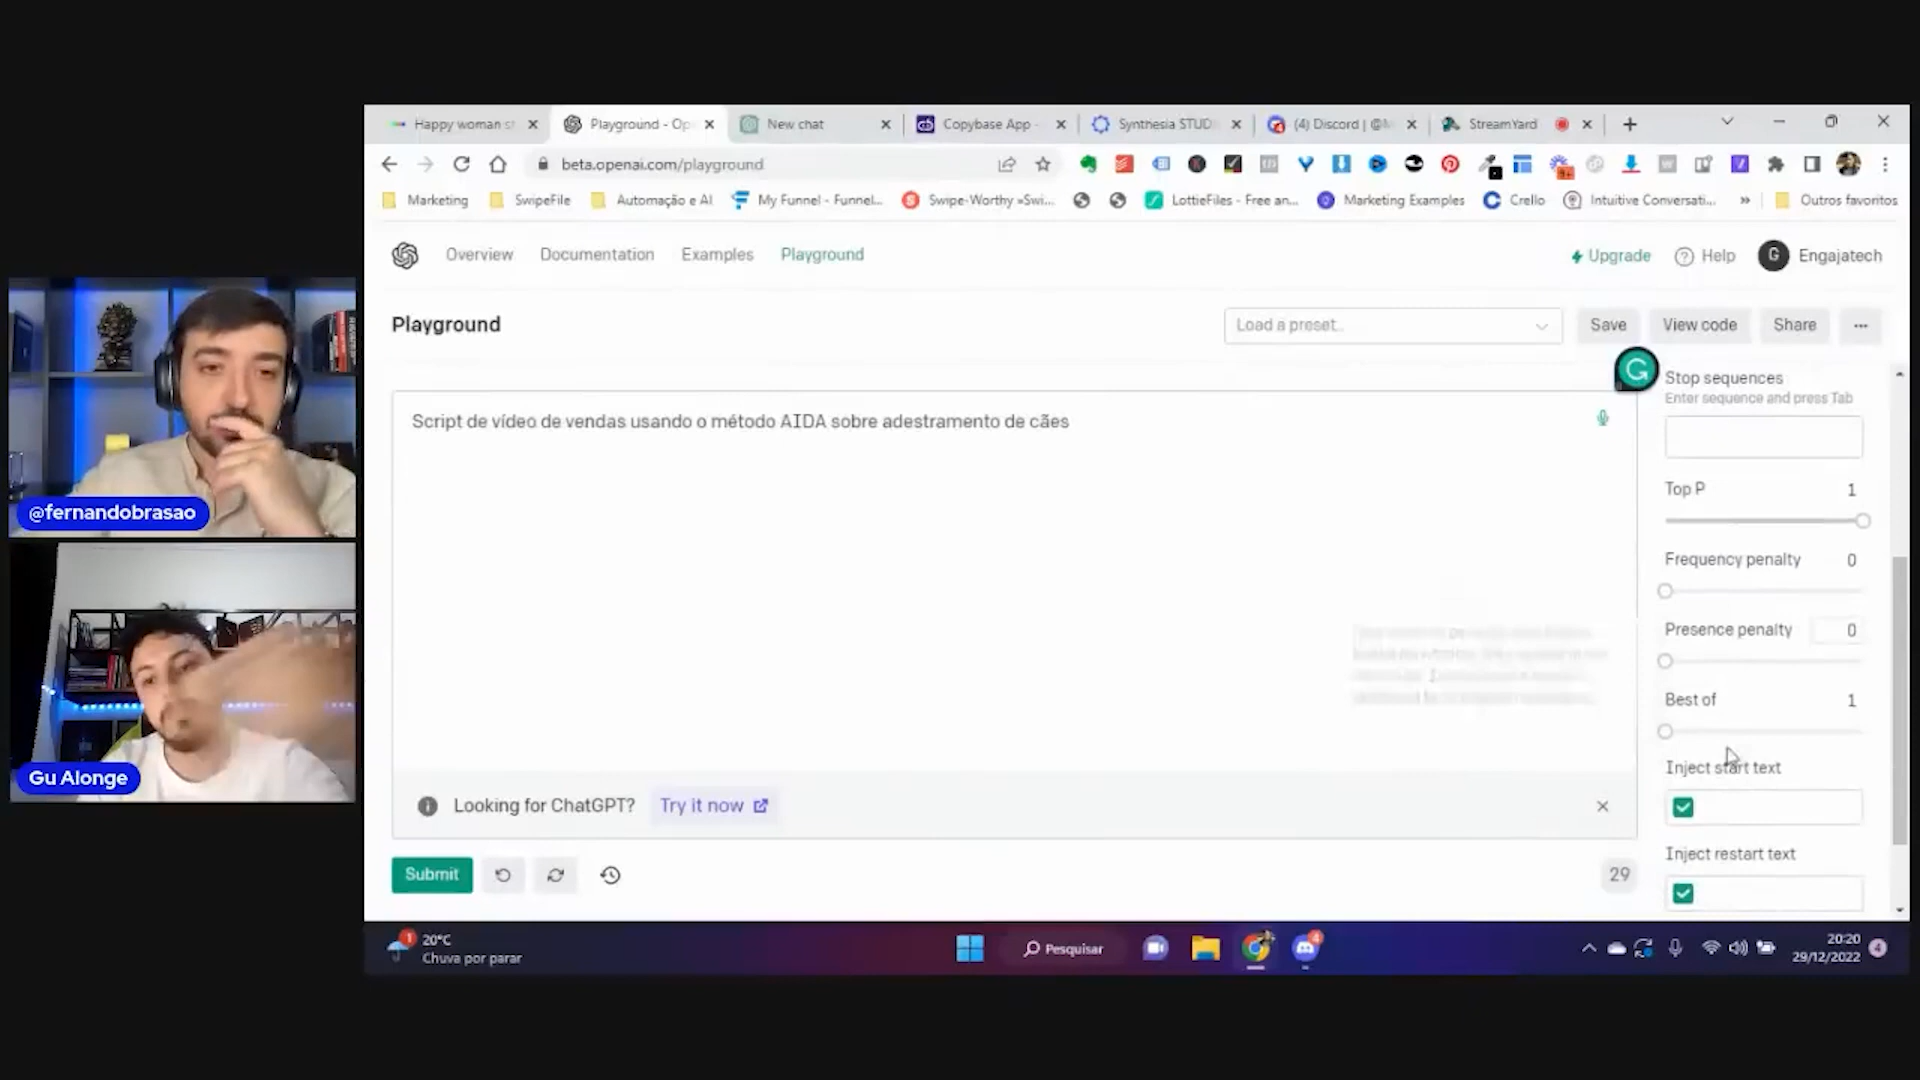 Happy woman s
Playground - Op
New chat
Copybase App -
Synthesia STUD
(4) Discord | @M
StreamYard
beta.openai.com/playground
9+
Marketing
SwipeFile
Automação e AI
My Funnel - Funnel...
Swipe-Worthy »Swi...
LottieFiles - Free an...
Marketing Examples
Crello
Intuitive Conversati...
»
Outros favoritos
Overview
Documentation
Examples
Playground
Upgrade
Help
G
Engajatech
Playground
Load a preset..
Save
View code
Share
...
Script de vídeo de vendas usando o método AIDA sobre adestramento de cães
Stop sequences
Enter sequence and press Tab
Top P
1
Frequency penalty
0
Presence penalty
0
Best of
1
Inject start text
Inject restart text
Looking for ChatGPT?
Try it now
Submit
29
@fernandobrasao
Gu Alonge
1
20°C
Chuva por parar
Pesquisar
4
20:20
29/12/2022
4